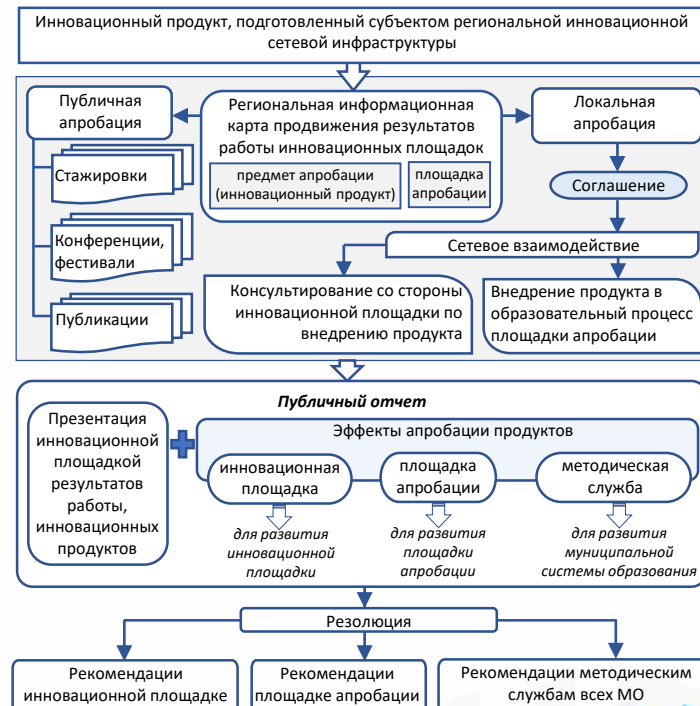 Инновационный продукт, подготовленный субъектом региональной инновационной
сетевой инфраструктуры
Публичная
апробация
Региональная информационная
карта продвижения результатов
работы инновационных площадок
Локальная
апробация
предмет апробации
(инновационный продукт)
площадка
апробации
Стажировки
Соглашение
Конференции,
фестивали
Сетевое взаимодействие
Публикации
Консультирование со стороны
инновационной площадки по
внедрению продукта
Внедрение продукта в
образовательный процесс
площадки апробации
Публичный отчет
Презентация
инновационной
площадкой
результатов
работы,
инновационных
продуктов
Эффекты апробации продуктов
инновационная
площадка
площадка
апробации
методическая
служба
для развития
инновационной
площадки
для развития
площадки
апробации
для развития
муниципальной
системы образования
Резолюция
Рекомендации
инновационной площадке
Рекомендации
площадке апробации
Рекомендации методическим
службам всех МО